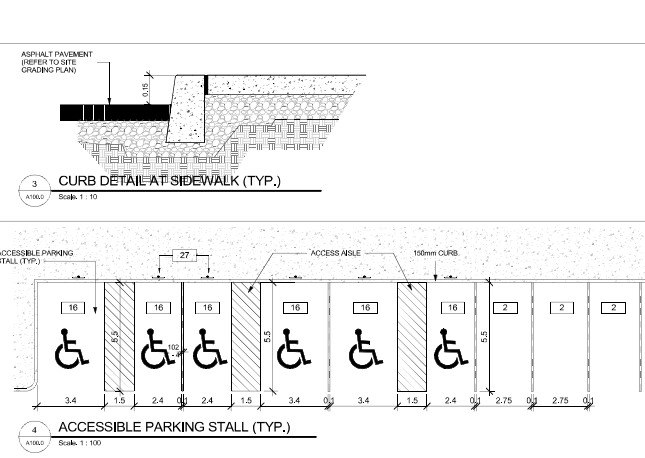 ASPHALT PAVEMENT
(REFER TO SITE
GRADING PLAN)
0.15
3
A100.0
CURB DETAIL AT SIDEWALK (TYP.)
Scale. 1 : 10
ACCESSIBLE PARKING
STALL (TYP.)
27
ACCESS AISLE
150mm CURB.
16 16 16 16 16 16 2 2 2
5.5 5.5 5.5
102
3.4 1.5 2.4 0.1 2.4 1.5 3.4 0.1 3.4 1.5 2.4 0.1 2.75 0.1 2.75 0.1
4
A100.0
ACCESSIBLE PARKING STALL (TYP.)
Scale. 1 : 100